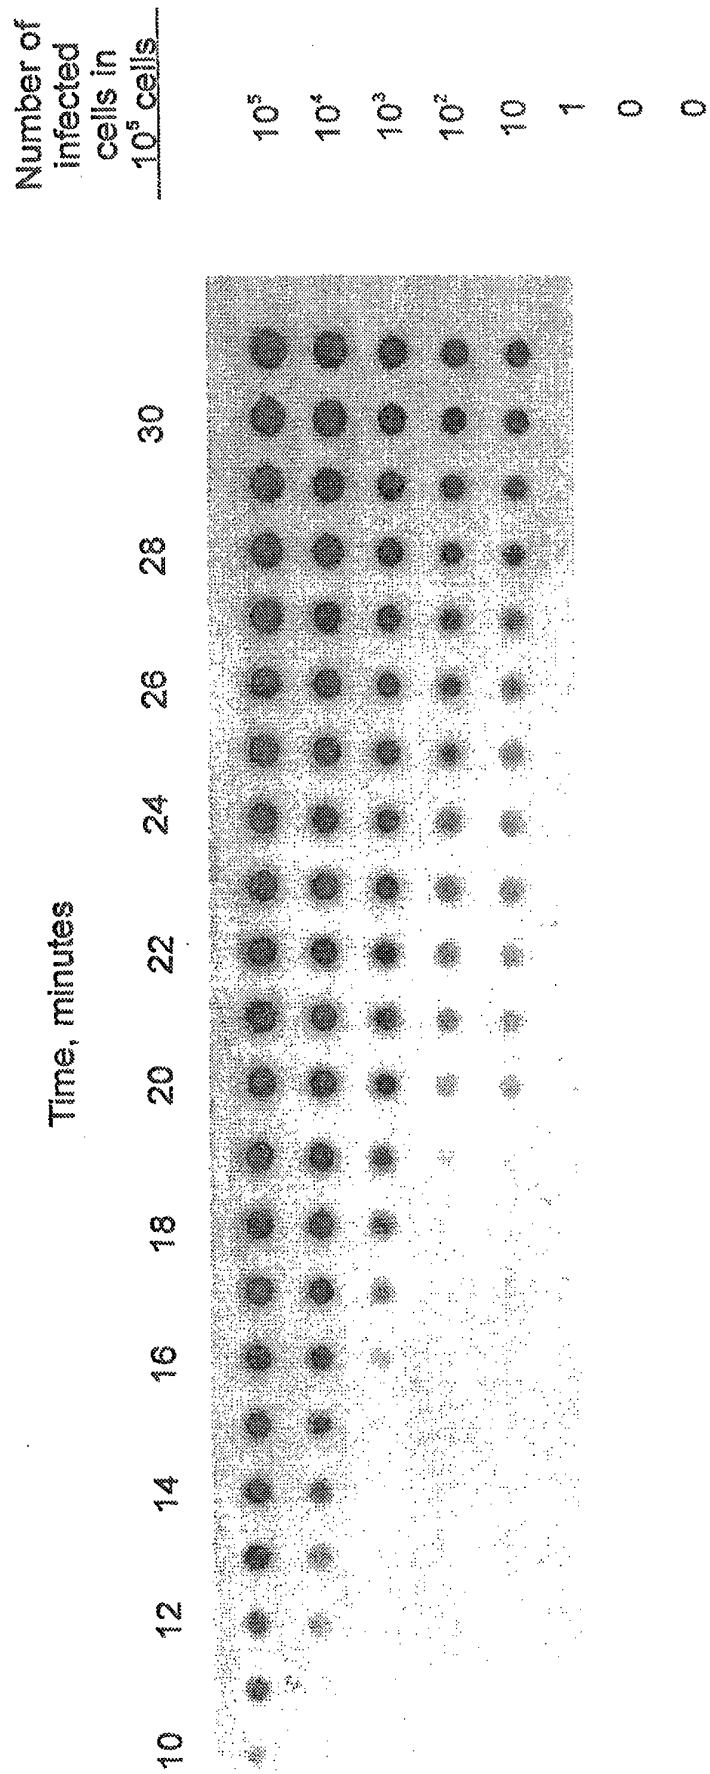 Time, minutes
10 12 14 16 18 20 22 24 26 28 30
Number of
infected
cells in
10⁵ cells
10⁵
10⁴
10³
10²
10
1
0
0